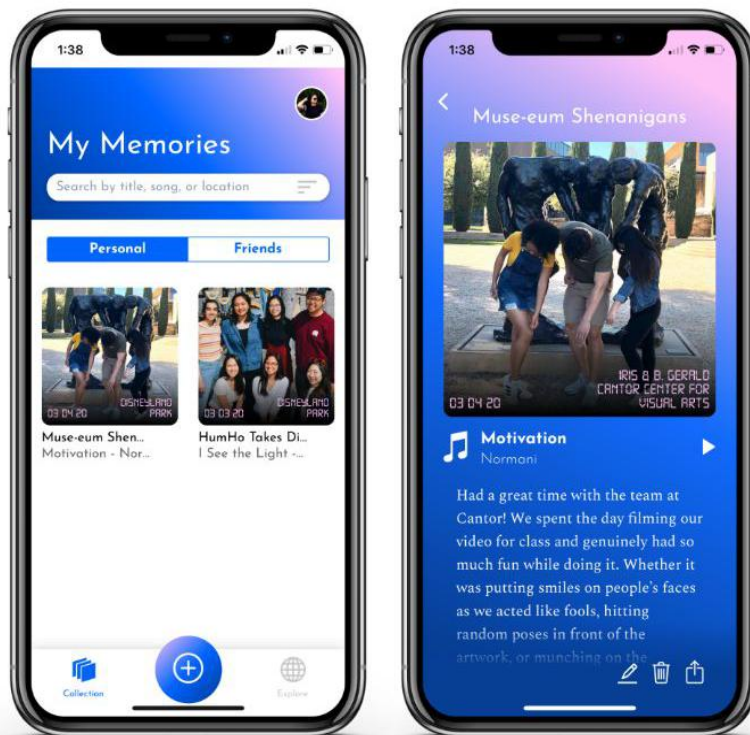 1:38
My Memories
Search by title, song, or location
Personal
Friends
03 04 20
DISNEYLAND
PARK
03 03 20
DISNEYLAND
PARK
Muse-eum Shen...
Motivation - Nor...
HumHo Takes Di...
I See the Light -...
Collection
Explore
1:38
Muse-eum Shenanigans
03 04 20
IRIS & B. GERALD
CANTOR CENTER FOR
VISUAL ARTS
Motivation
Normani
Had a great time with the team at
Cantor! We spent the day filming our
video for class and genuinely had so
much fun while doing it. Whether it
was putting smiles on people's faces
as we acted like fools, hitting
random poses in front of the
artwork, or munching on the